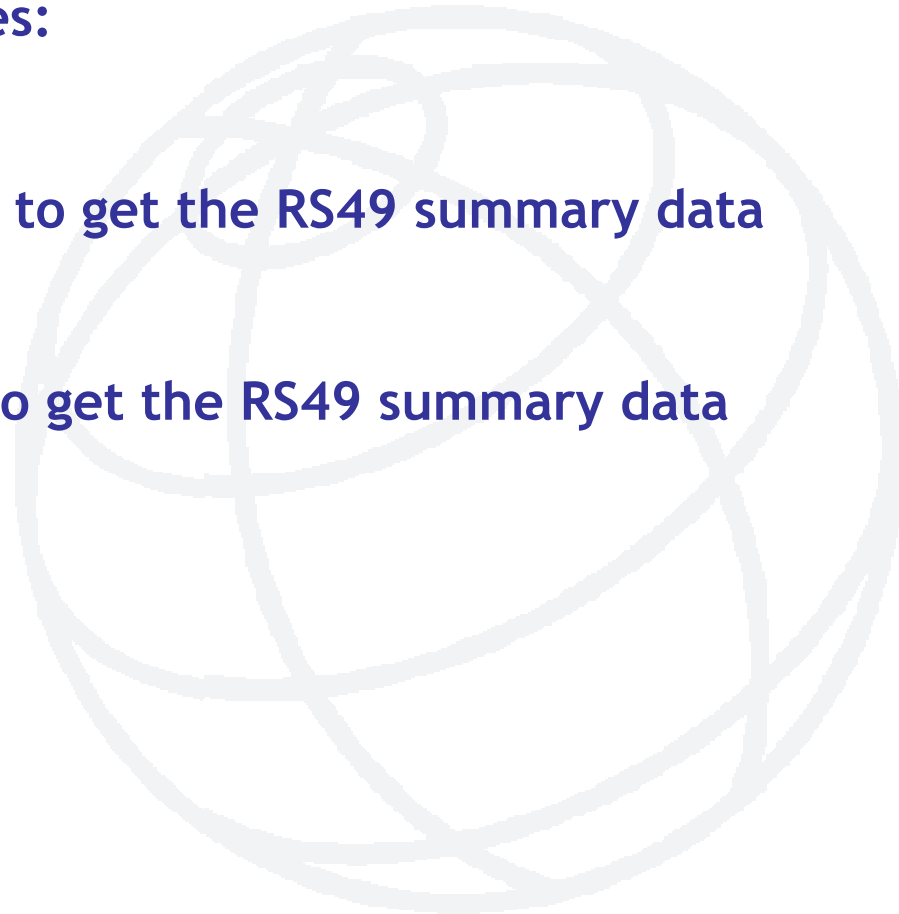 es:
to get the RS49 summary data
o get the RS49 summary data